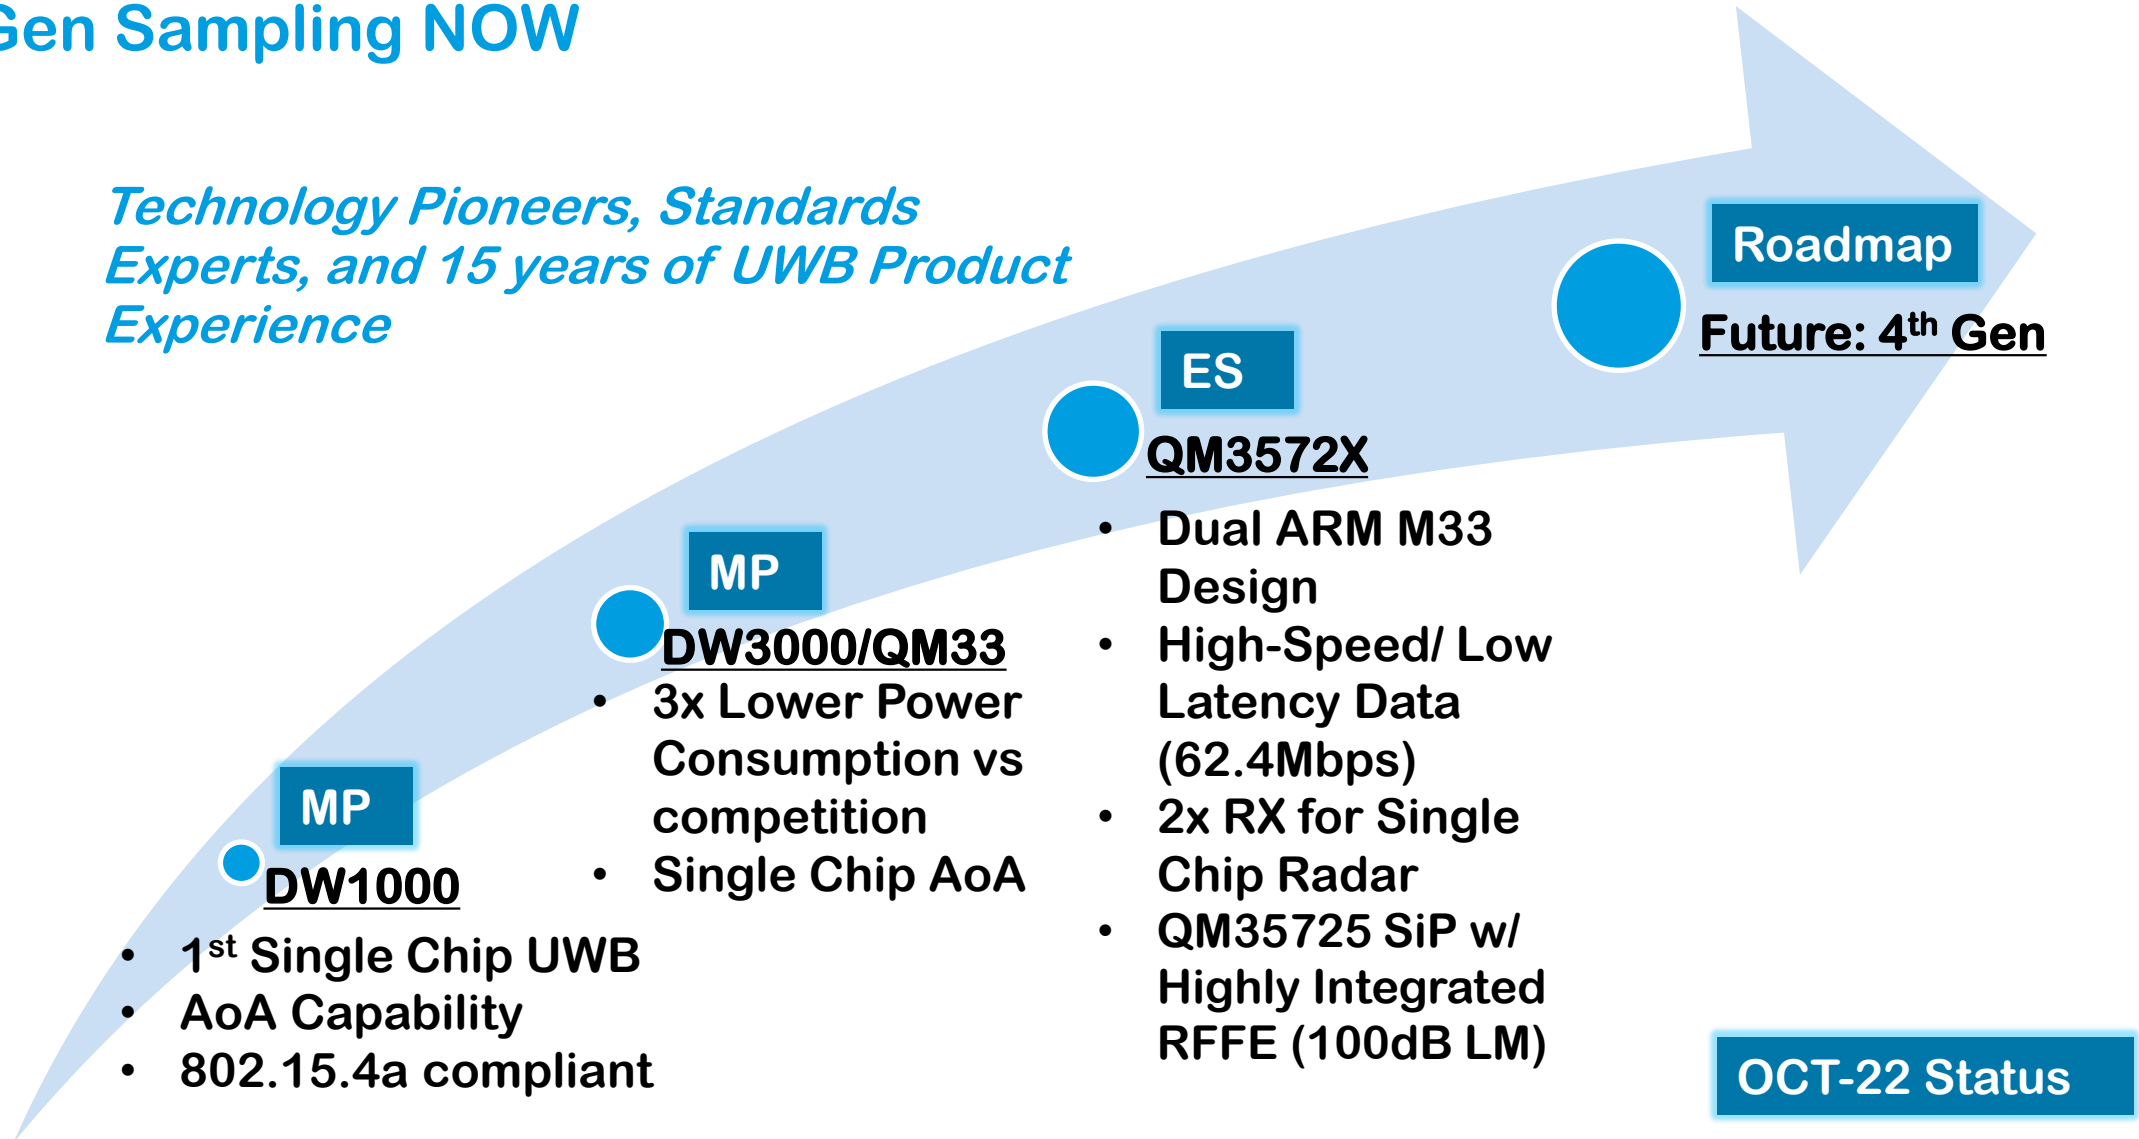 Gen Sampling NOW
Technology Pioneers, Standards
Experts, and 15 years of UWB Product
Experience
MP
DW1000
• 1st Single Chip UWB
• AoA Capability
• 802.15.4a compliant
MP
DW3000/QM33
• 3x Lower Power
Consumption vs
competition
• Single Chip AoA
ES
QM3572X
• Dual ARM M33
Design
• High-Speed/ Low
Latency Data
(62.4Mbps)
• 2x RX for Single
Chip Radar
• QM35725 SiP w/
Highly Integrated
RFFE (100dB LM)
Roadmap
Future: 4th Gen
OCT-22 Status